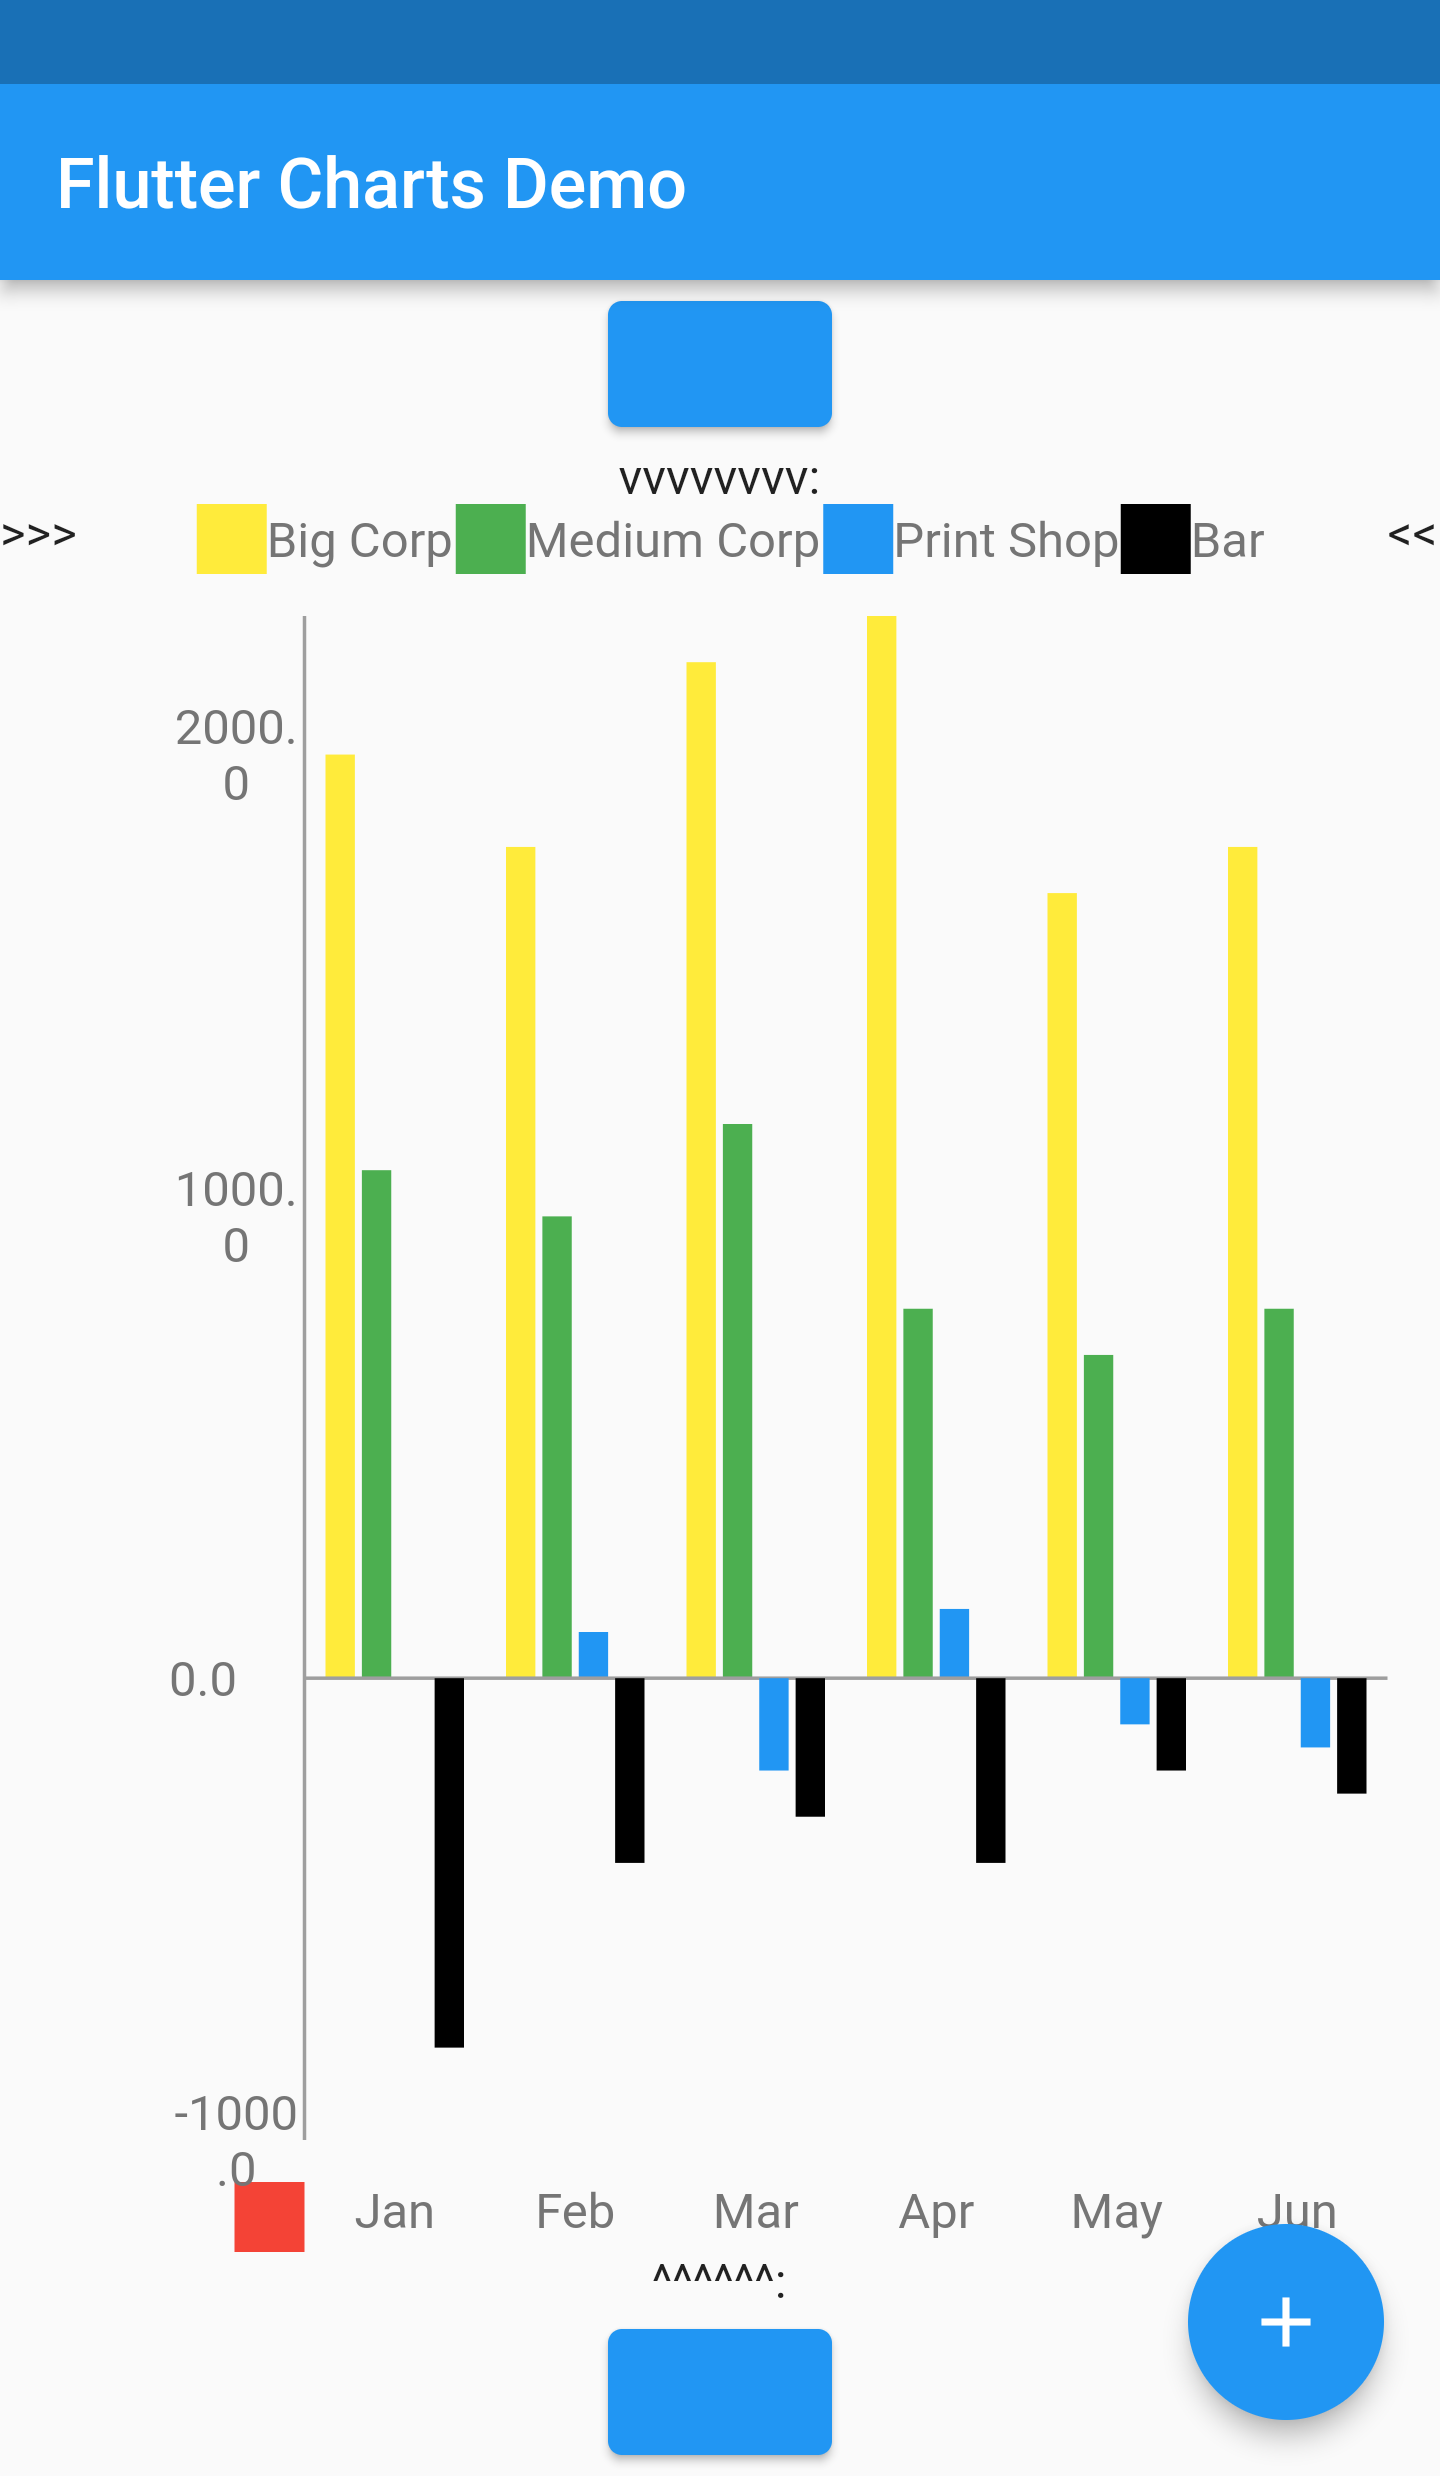 Flutter Charts Demo
vvvvvvvv:
>>> Big Corp Medium Corp Print Shop Bar <<
2000.
0
1000.
0
0.0
-1000
.0
Jan Feb Mar Apr May Jun
^^^^^^:
+